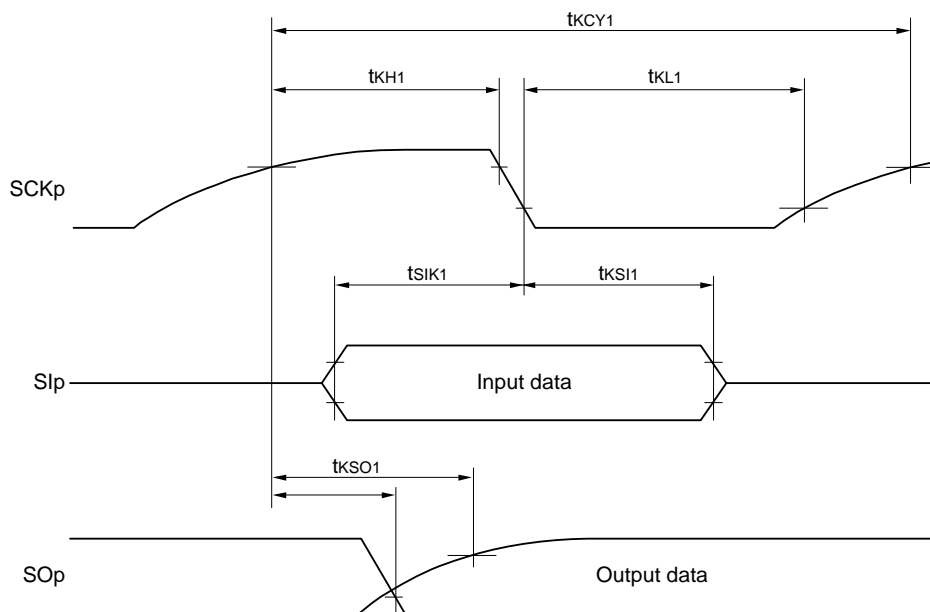 tKCY1
tKH1
tKL1
SCKp
tSIK1
tKSI1
SIp
Input data
tKSO1
SOp
Output data